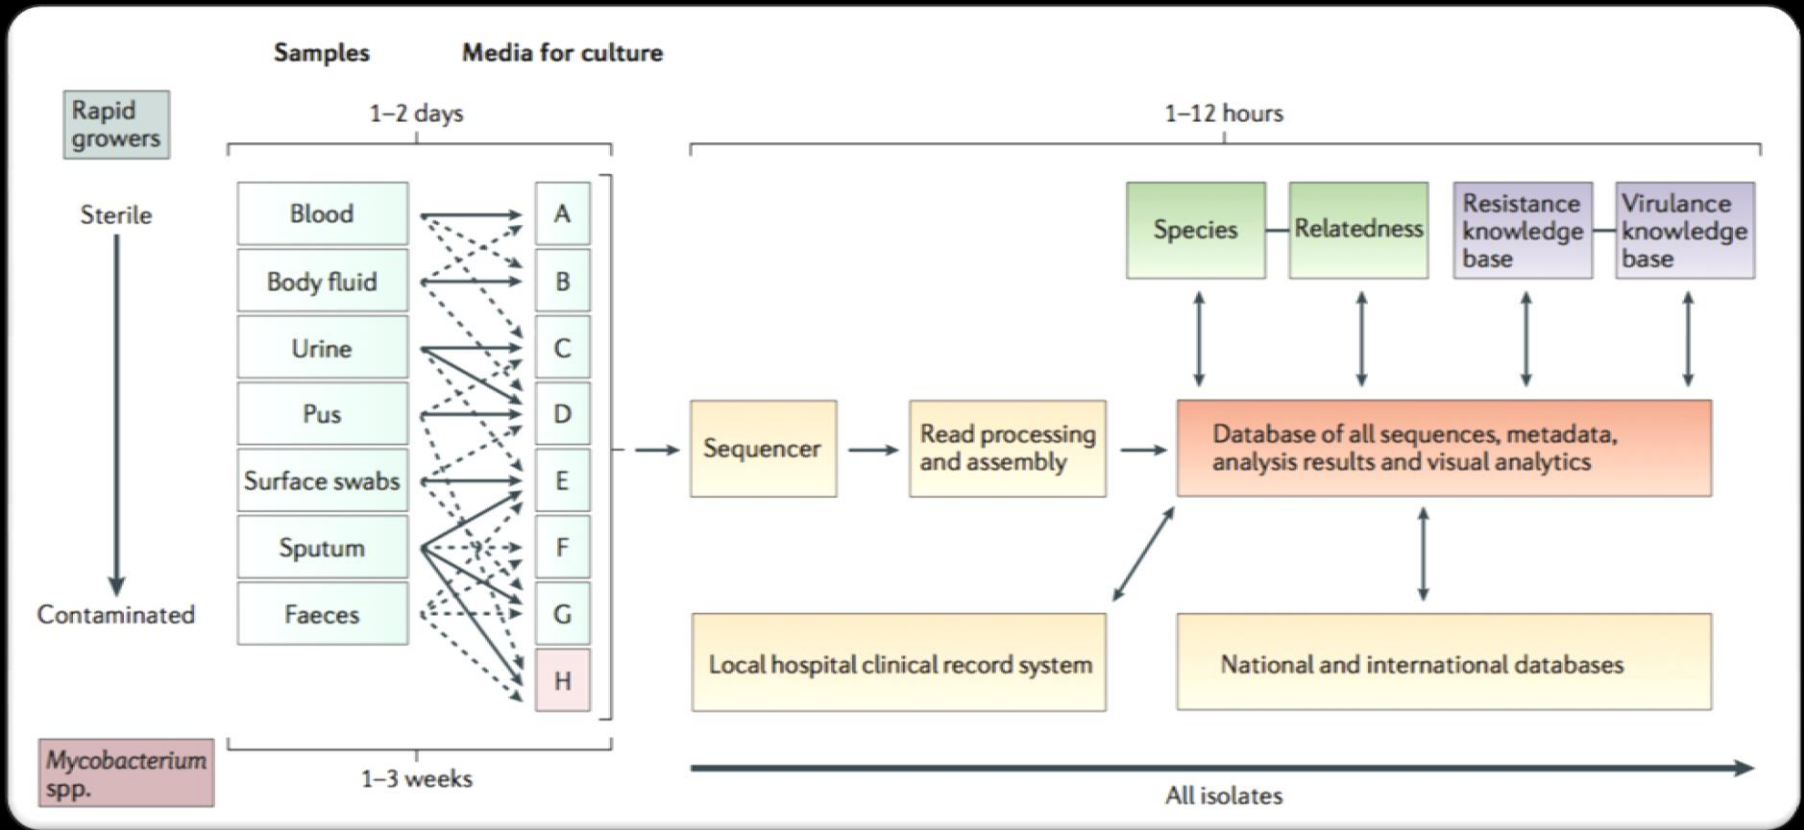 Samples
Media for culture
Rapid
growers
1–2 days
1–12 hours
Sterile
Contaminated
Blood
Body fluid
Urine
Pus
Surface swabs
Sputum
Faeces
A
B
C
D
E
F
G
H
Species
Relatedness
Resistance
knowledge
base
Virulance
knowledge
base
Sequencer
Read processing
and assembly
Database of all sequences, metadata,
analysis results and visual analytics
Local hospital clinical record system
National and international databases
Mycobacterium
spp.
1–3 weeks
All isolates